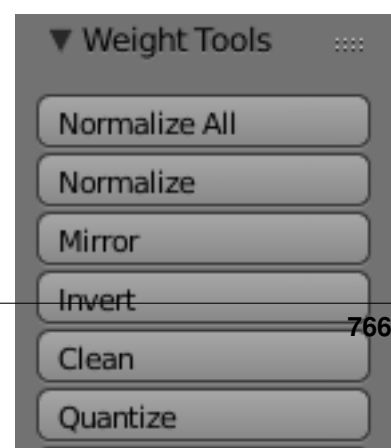 Weight Tools
Normalize All
Normalize
Mirror
Invert
766
Clean
Quantize